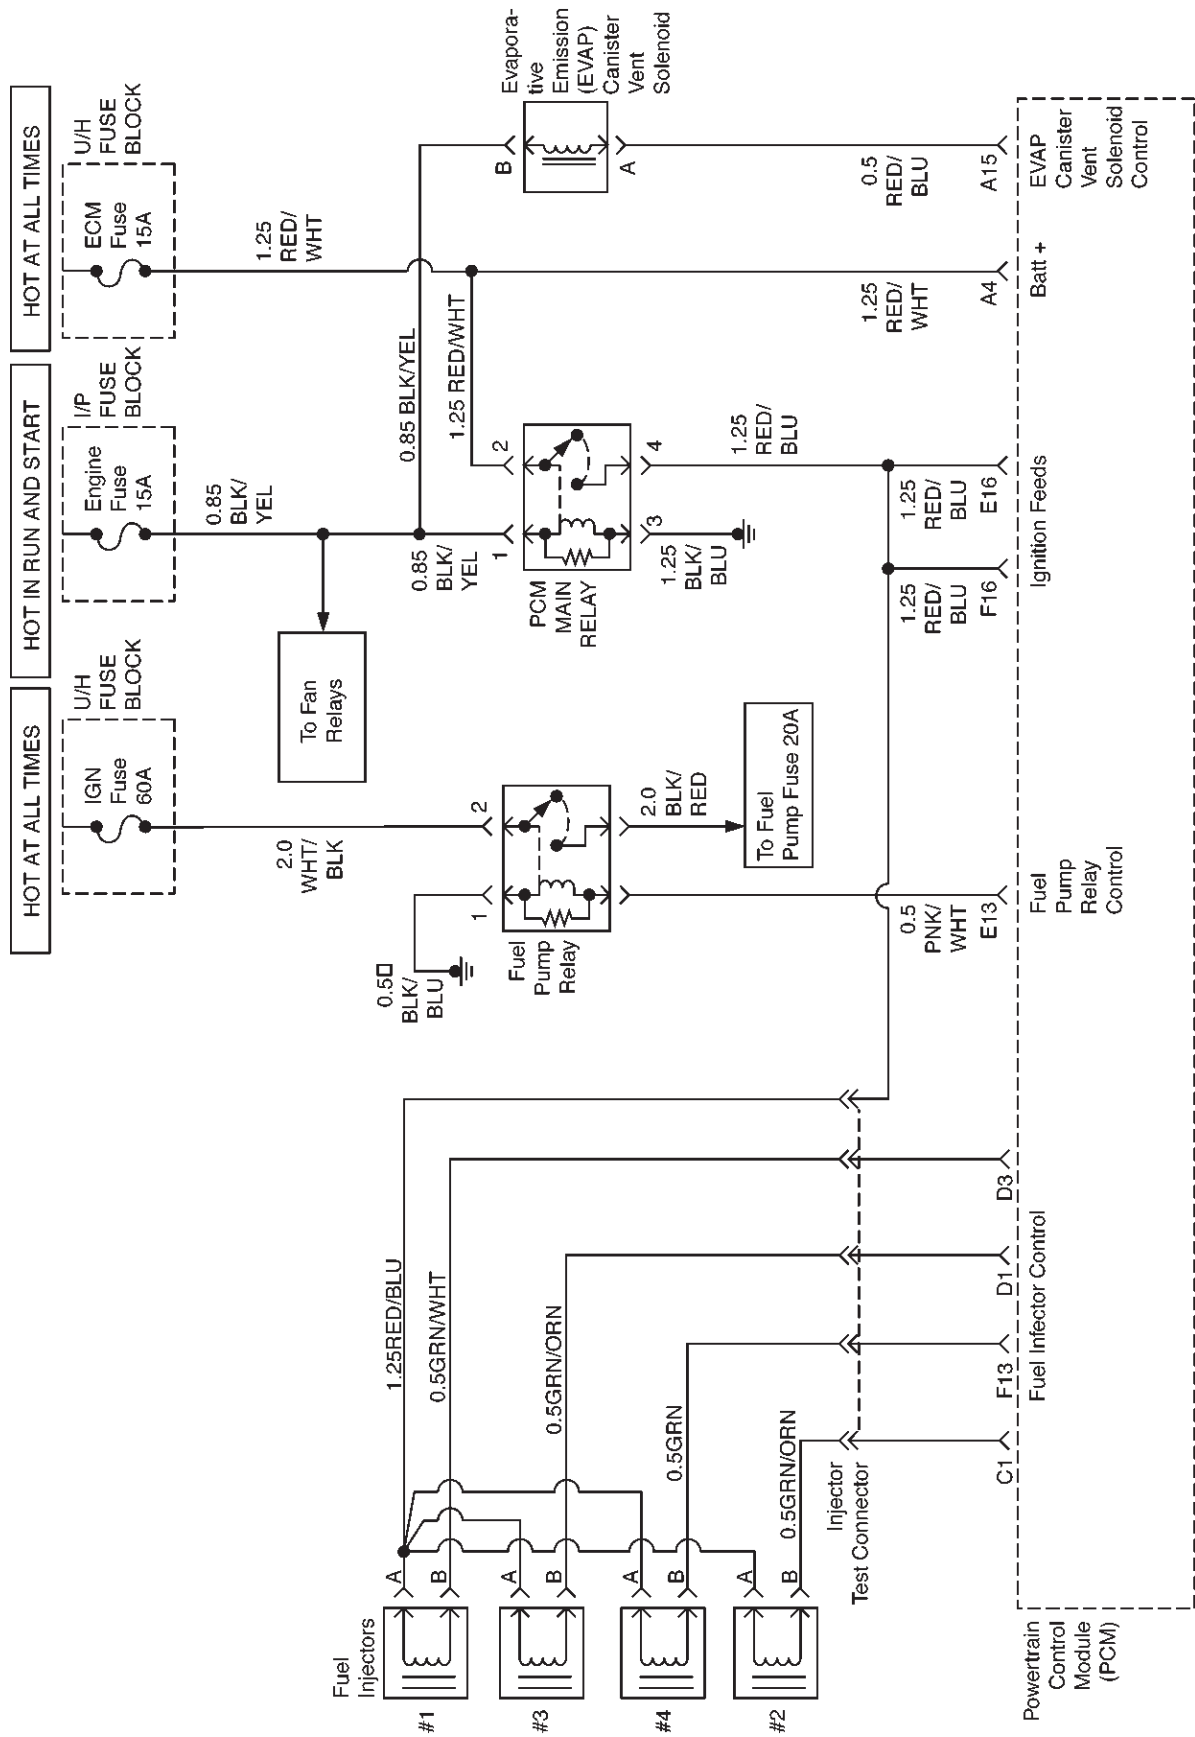 HOT AT ALL TIMES
HOT IN RUN AND START
HOT AT ALL TIMES
IGN
Fuse
60A
U/H
FUSE
BLOCK
Engine
Fuse
15A
I/P
FUSE
BLOCK
ECM
Fuse
15A
U/H
FUSE
BLOCK
2.0
WHT/
BLK
0.85
BLK/
YEL
1.25
RED/
WHT
To Fan
Relays
0.5□
BLK/
BLU
0.85
BLK/
YEL
0.85 BLK/YEL
1.25 RED/WHT
1
2
Fuel
Pump
Relay
2.0
BLK/
RED
To Fuel
Pump Fuse 20A
1
2
PCM
MAIN
RELAY
3
4
1.25
BLK/
BLU
1.25
RED/
BLU
B
A
Evapora-
tive
Emission
(EVAP)
Canister
Vent
Solenoid
Fuel
Injectors
#1
#3
#4
#2
A
B
A
B
A
B
A
B
1.25RED/BLU
0.5GRN/WHT
0.5GRN/ORN
0.5GRN
0.5GRN/ORN
Injector
Test Connector
0.5
PNK/
WHT
1.25
RED/
BLU
1.25
RED/
BLU
1.25
RED/
WHT
0.5
RED/
BLU
C1
F13
D1
D3
E13
F16
E16
A4
A15
Fuel Infector Control
Fuel
Pump
Relay
Control
Ignition Feeds
Batt +
EVAP
Canister
Vent
Solenoid
Control
Powertrain
Control
Module
(PCM)